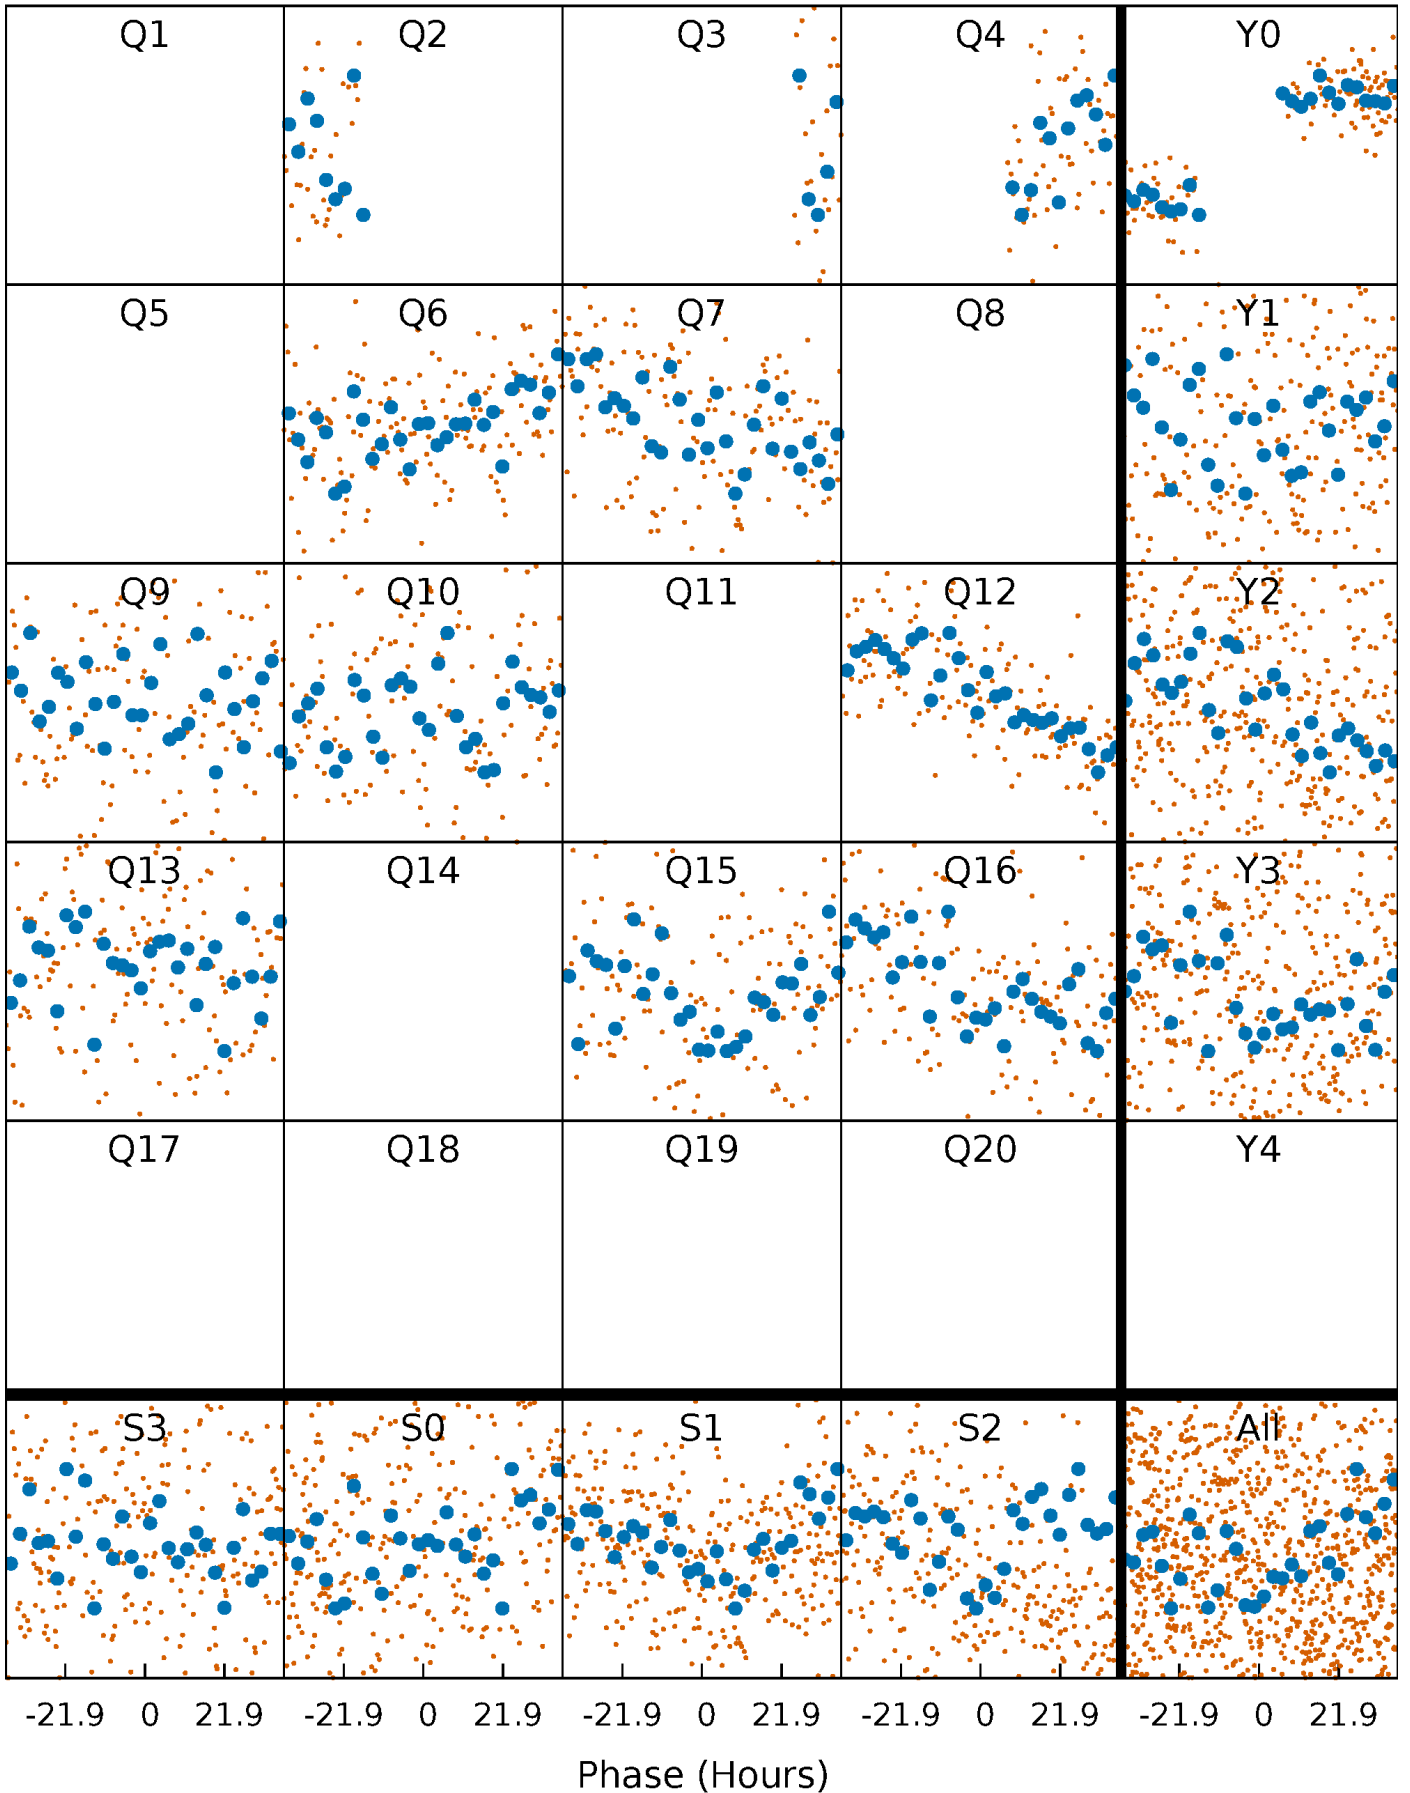 Q1 Q2 Q3 Q4 Y0
Q5 Q6 Q7 Q8 Y1
Q9 Q10 Q11 Q12 Y2
Q13 Q14 Q15 Q16 Y3
Q17 Q18 Q19 Q20 Y4
S3 S0 S1 S2 All
-21.9 0 21.9 -21.9 0 21.9 -21.9 0 21.9 -21.9 0 21.9 -21.9 0 21.9
Phase (Hours)